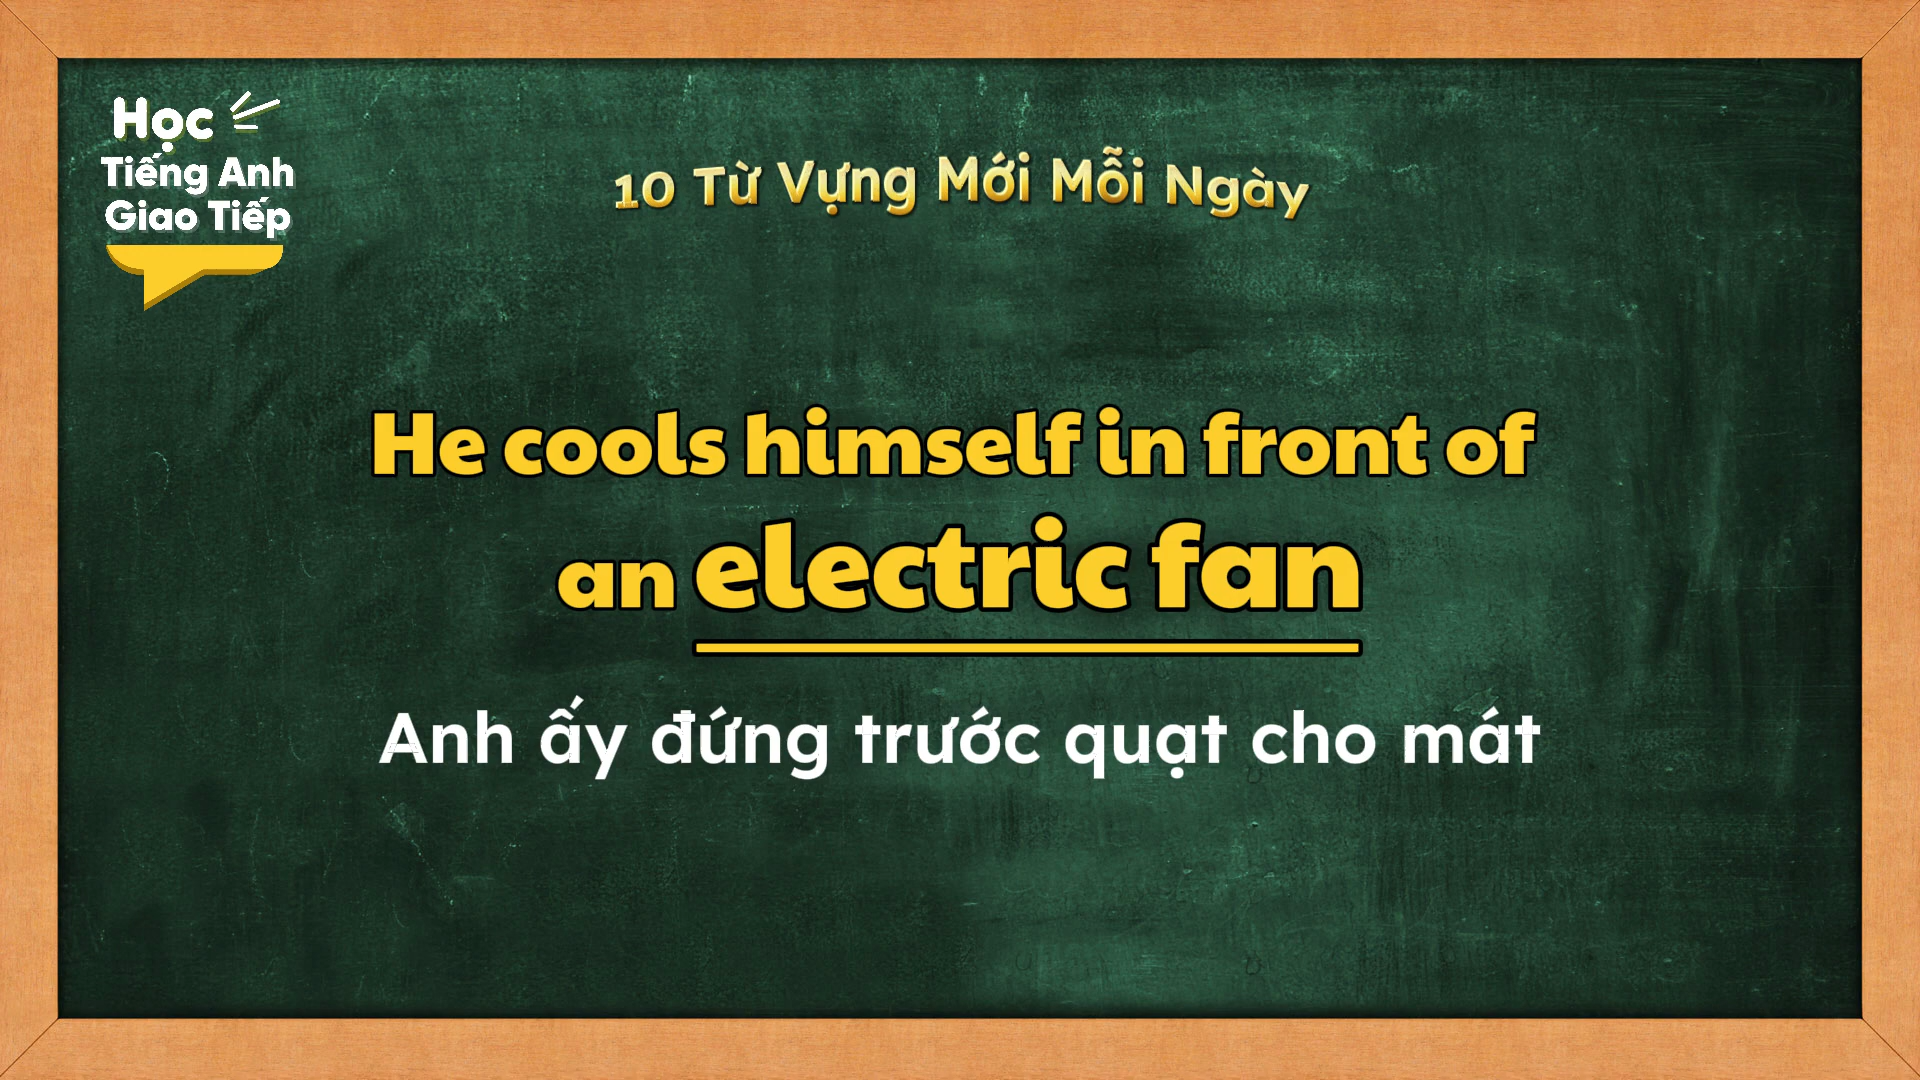 Học
Tiếng Anh
Giao Tiếp
10 Từ Vựng Mới Mỗi Ngày
He cools himself in front of
an electric fan
Anh ấy đứng trước quạt cho mát